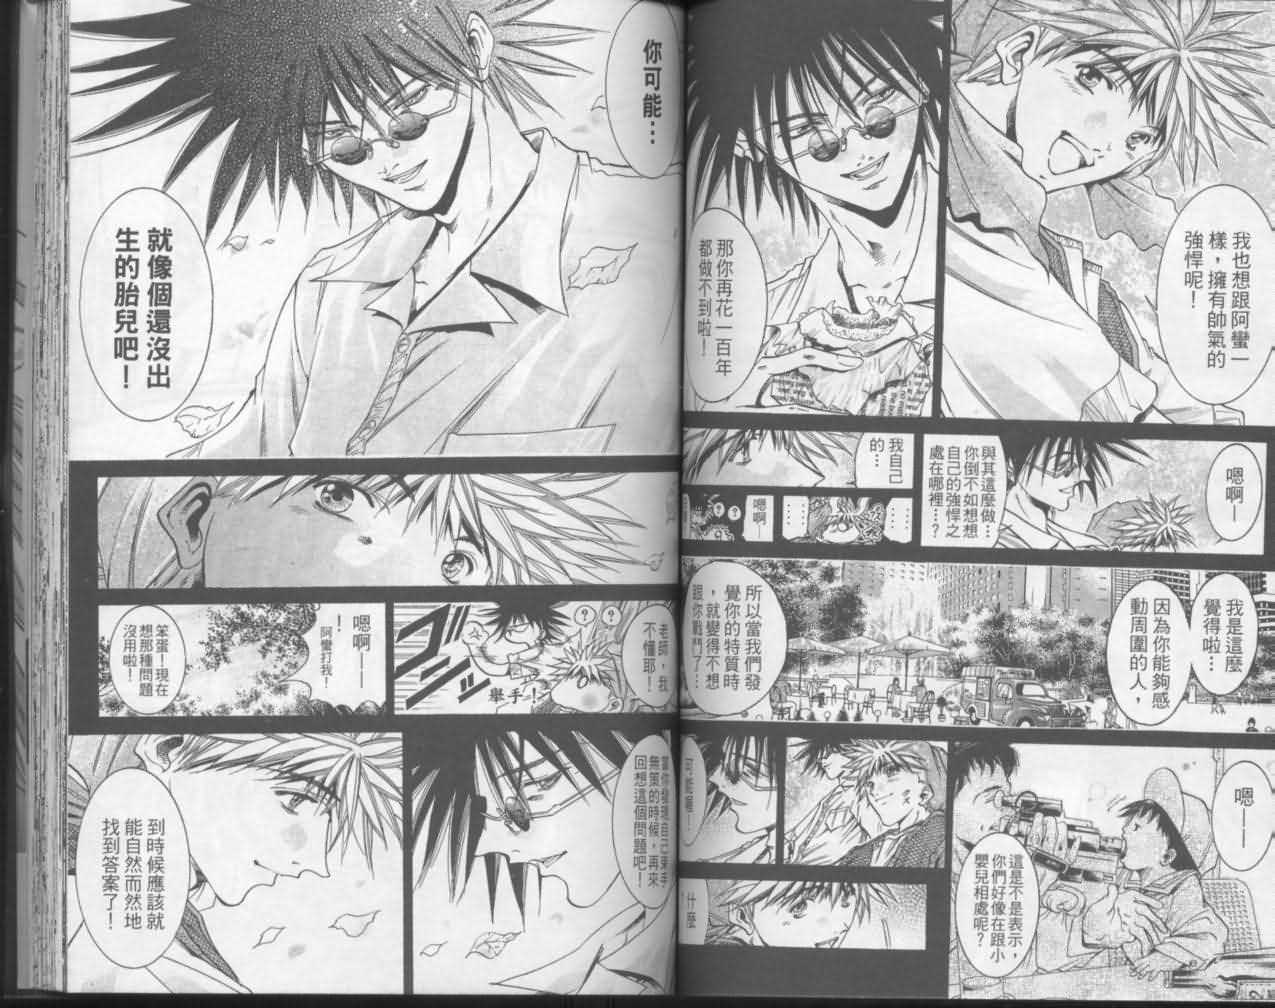 我也想跟阿蠻一
樣，擁有帥氣的
強悍呢！
那你再花一百年
都做不到啦！
嗯啊—
與其這麼做…
你倒不如想想
自己的強悍之
處在哪裡…？
我自己
的…
嗯啊—
？
？
我是這麼
覺得啦…
因為你能夠感
動周圍的人，
所以當我們發
覺你的特質時
，就變得不想
跟你戰鬥了…
嗯——
這是不是表示，
你們好像在跟小
嬰兒相處呢？
可能喔…
什麼
你可能…
就像個還沒出
生的胎兒吧！
老師，我
不懂耶！
？
？
舉手！
嗯啊——
！
阿蠻打我！
笨蛋！現在
想那種問題
沒用啦！
當你發現自己束手
無策的時候，再來
回想這個問題吧！
到時候應該就
能自然而然地
找到答案了！